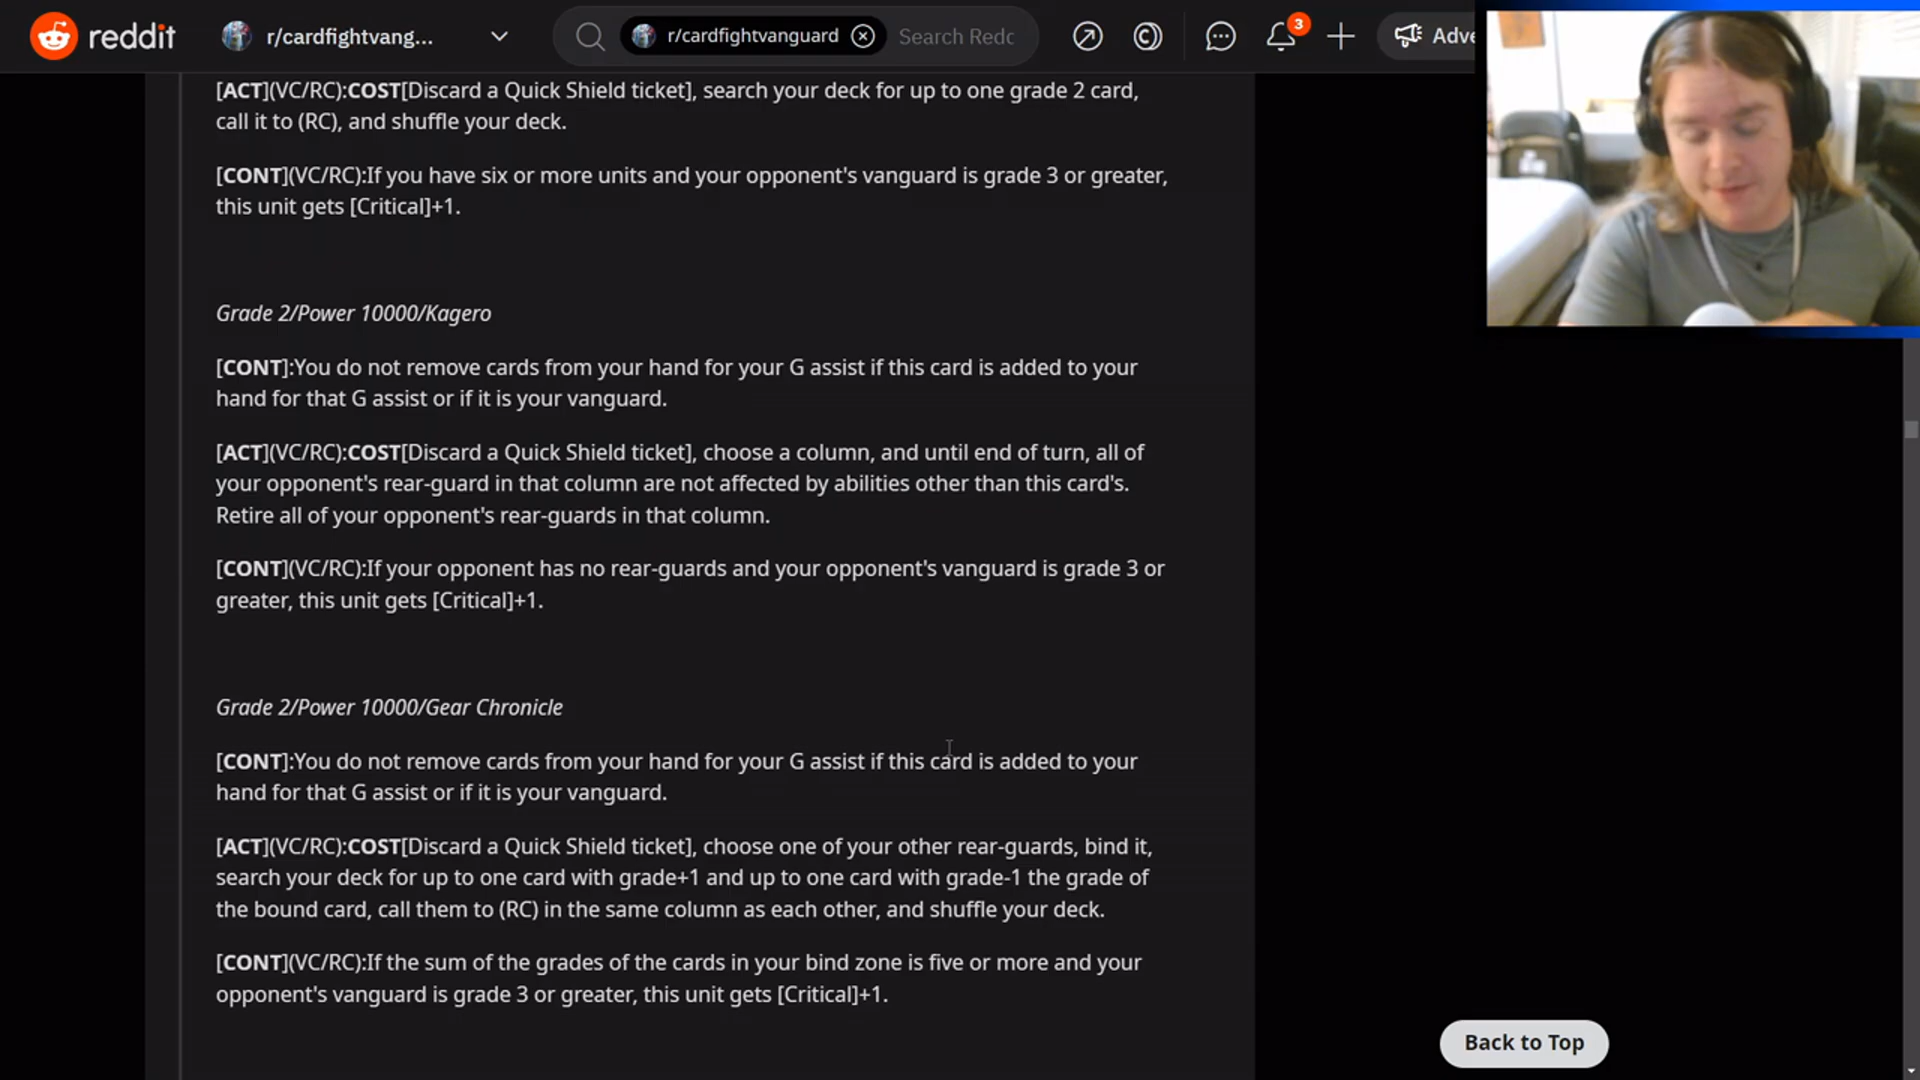 reddit
r/cardfightvang...
r/cardfightvanguard
Search Redc
3
Adve
[ACT](VC/RC):COST[Discard a Quick Shield ticket], search your deck for up to one grade 2 card,
call it to (RC), and shuffle your deck.
[CONT](VC/RC):If you have six or more units and your opponent's vanguard is grade 3 or greater,
this unit gets [Critical]+1.
Grade 2/Power 10000/Kagero
[CONT]:You do not remove cards from your hand for your G assist if this card is added to your
hand for that G assist or if it is your vanguard.
[ACT](VC/RC):COST[Discard a Quick Shield ticket], choose a column, and until end of turn, all of
your opponent's rear-guard in that column are not affected by abilities other than this card's.
Retire all of your opponent's rear-guards in that column.
[CONT](VC/RC):If your opponent has no rear-guards and your opponent's vanguard is grade 3 or
greater, this unit gets [Critical]+1.
Grade 2/Power 10000/Gear Chronicle
[CONT]:You do not remove cards from your hand for your G assist if this card is added to your
hand for that G assist or if it is your vanguard.
[ACT](VC/RC):COST[Discard a Quick Shield ticket], choose one of your other rear-guards, bind it,
search your deck for up to one card with grade+1 and up to one card with grade-1 the grade of
the bound card, call them to (RC) in the same column as each other, and shuffle your deck.
[CONT](VC/RC):If the sum of the grades of the cards in your bind zone is five or more and your
opponent's vanguard is grade 3 or greater, this unit gets [Critical]+1.
Back to Top